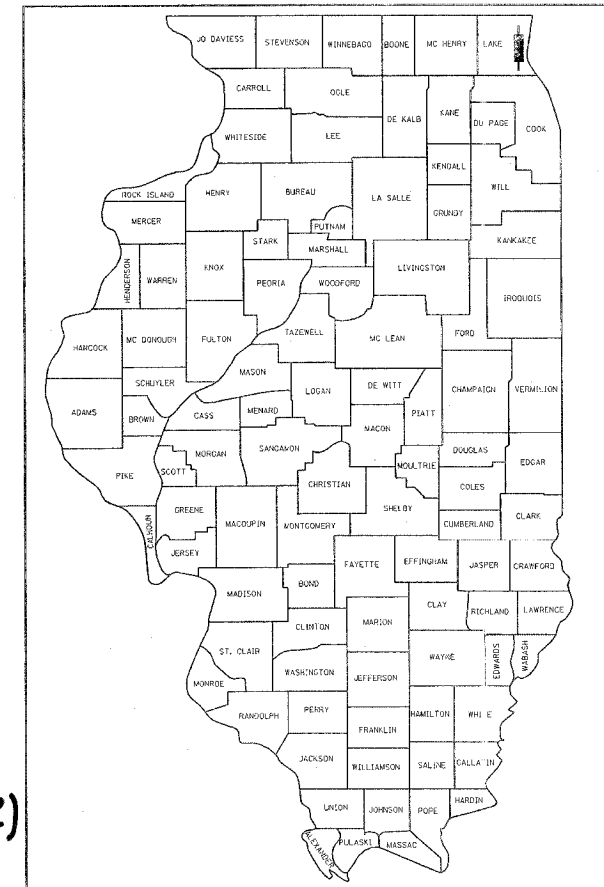 JO DAVIESS STEVENSON WINNEBAGO BOONE MC HENRY LAKE
CARROLL OGLE
DE KALB KANE DU PAGE COOK
WHITESIDE LEE
KENDALL WILL
ROCK ISLAND HENRY BUREAU LA SALLE
MERCER PUTNAM GRUNDY
STARK MARSHALL KANKAKEE
HENDERSON WARREN KNOX PEORIA WOODFORD LIVINGSTON IROQUOIS
HANCOCK MC DONOUGH FULTON TAZEWELL MC LEAN FORD
MASON
SCHUYLER LOGAN DE WITT CHAMPAIGN VERMILION
ADAMS BROWN CASS MENARD PIATT
MACON
MORGAN SANGAMON DOUGLAS EDGAR
PIKE SCOTT CHRISTIAN MOULTRIE COLES
GREENE MACOUPIN MONTGOMERY SHELBY CLARK
CALHOUN CUMBERLAND
JERSEY FAYETTE EFFINGHAM JASPER CRAWFORD
MADISON BOND CLAY
MARION RICHLAND LAWRENCE
CLINTON
ST. CLAIR WAYNE EDWARDS WABASH
WASHINGTON JEFFERSON
MONROE
RANDOLPH PERRY HAMILTON WHI E
FRANKLIN
JACKSON WILLIAMSON SALINE GALLATIN
UNION JOHNSON POPE HARDIN
ALEXANDER PULASKI MASSAC
)